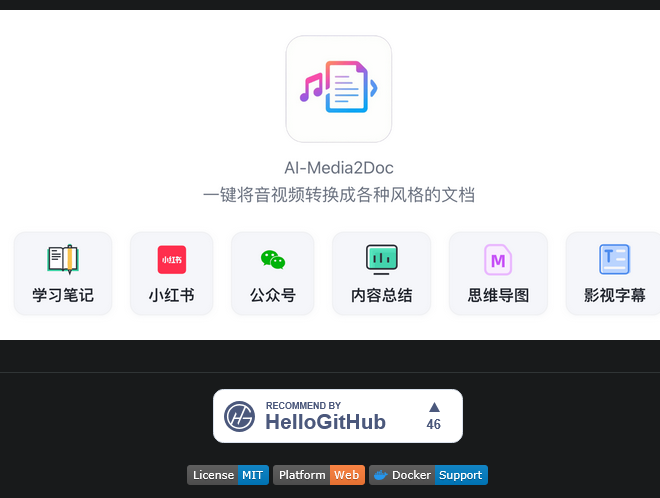 AI-Media2Doc
一键将音视频转换成各种风格的文档
小红书
M
T
学习笔记 小红书 公众号 内容总结 思维导图 影视字幕
RECOMMEND BY
HelloGitHub
46
License MIT Platform Web Docker Support